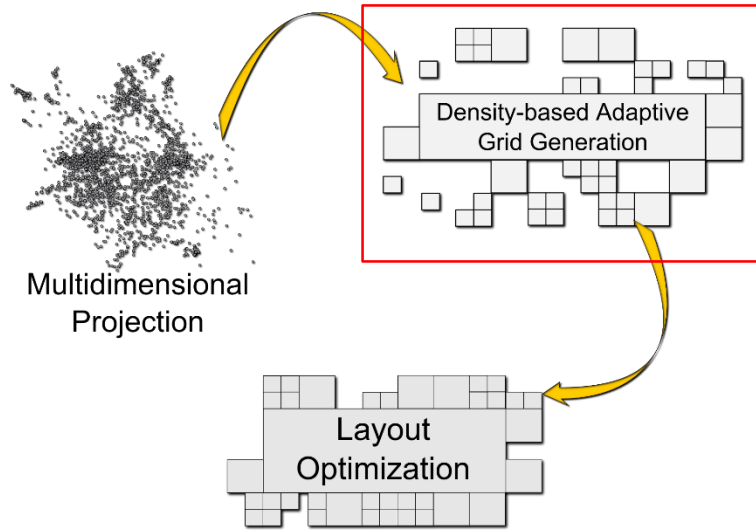 Density-based Adaptive
Grid Generation
Multidimensional
Projection
Layout
Optimization